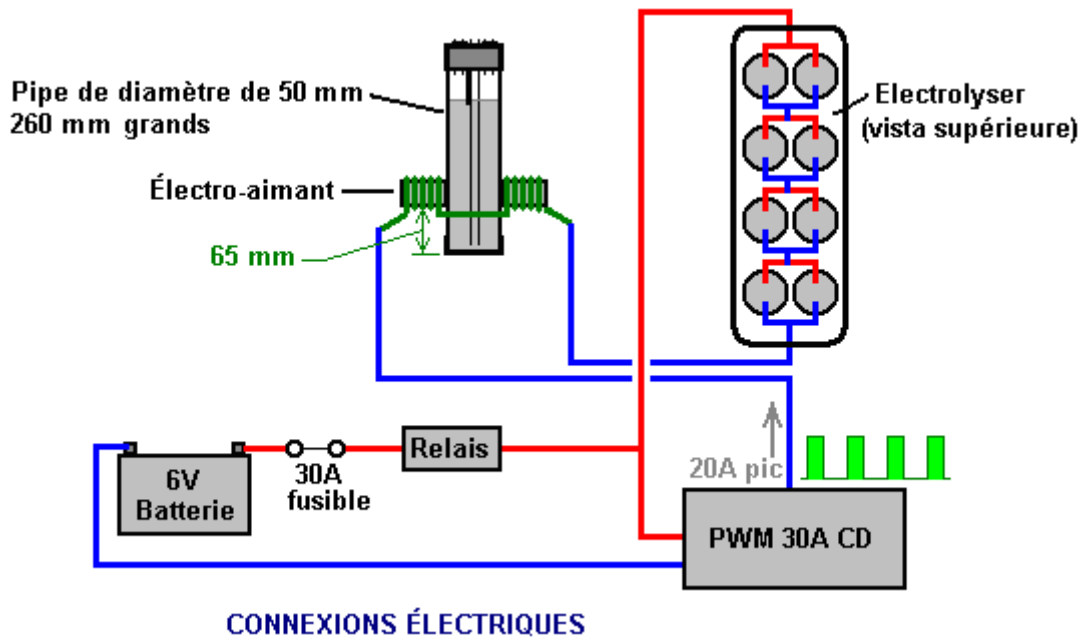 Pipe de diamètre de 50 mm
260 mm grands
Électro-aimant
65 mm
Electrolyser
(vista supérieure)
20A pic
6V
Batterie
30A
fusible
Relais
PWM 30A CD
CONNEXIONS ÉLECTRIQUES